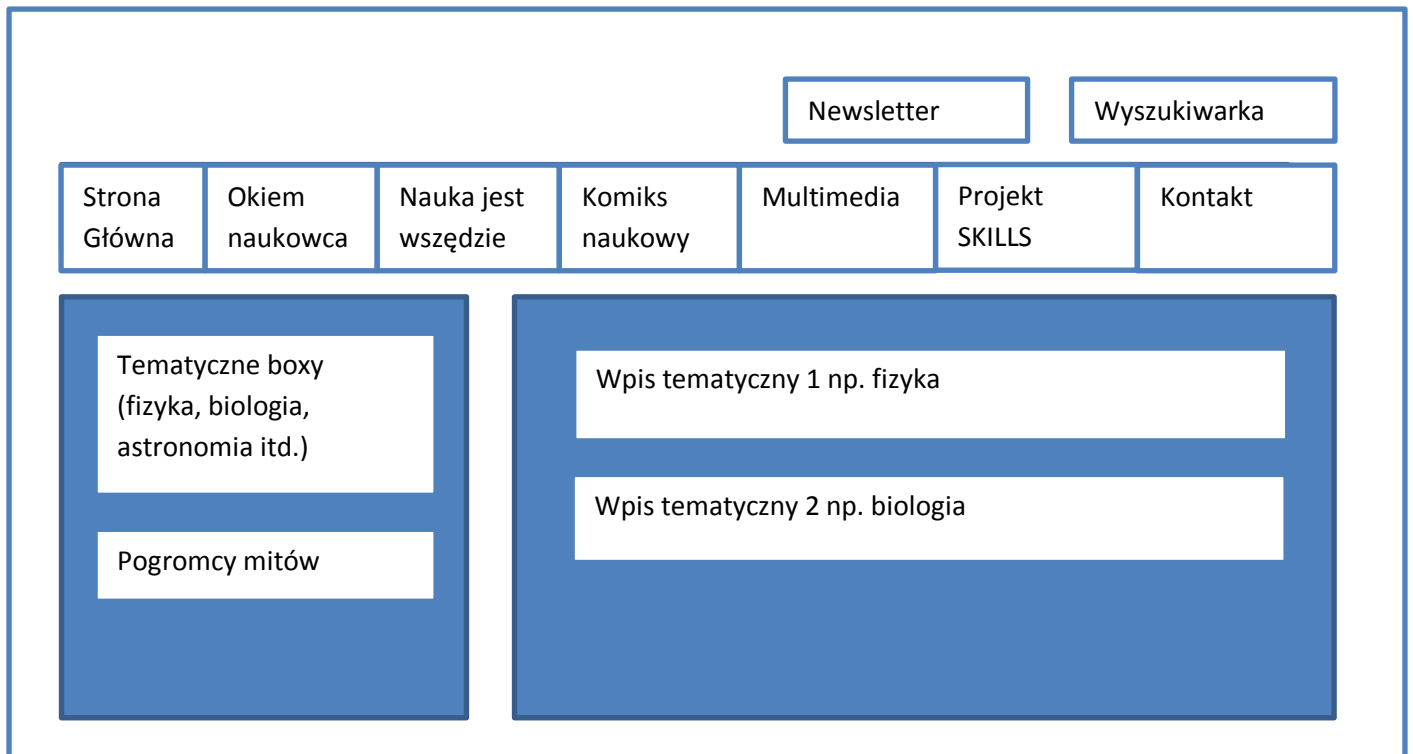 Newsletter
Wyszukiwarka
Strona
Główna
Okiem
naukowca
Nauka jest
wszędzie
Komiks
naukowy
Multimedia
Projekt
SKILLS
Kontakt
Tematyczne boxy
(fizyka, biologia,
astronomia itd.)
Pogromcy mitów
Wpis tematyczny 1 np. fizyka
Wpis tematyczny 2 np. biologia